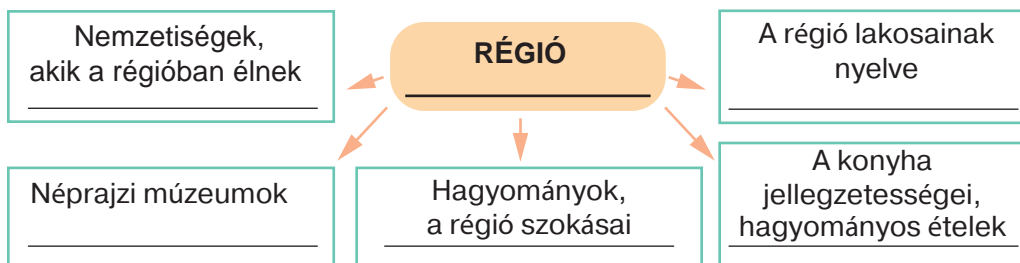 Nemzetiségek,
akik a régióban élnek
RÉGIÓ
A régió lakosainak
nyelve
Néprajzi múzeumok
Hagyományok,
a régió szokásai
A konyha
jellegzetességei,
hagyományos ételek